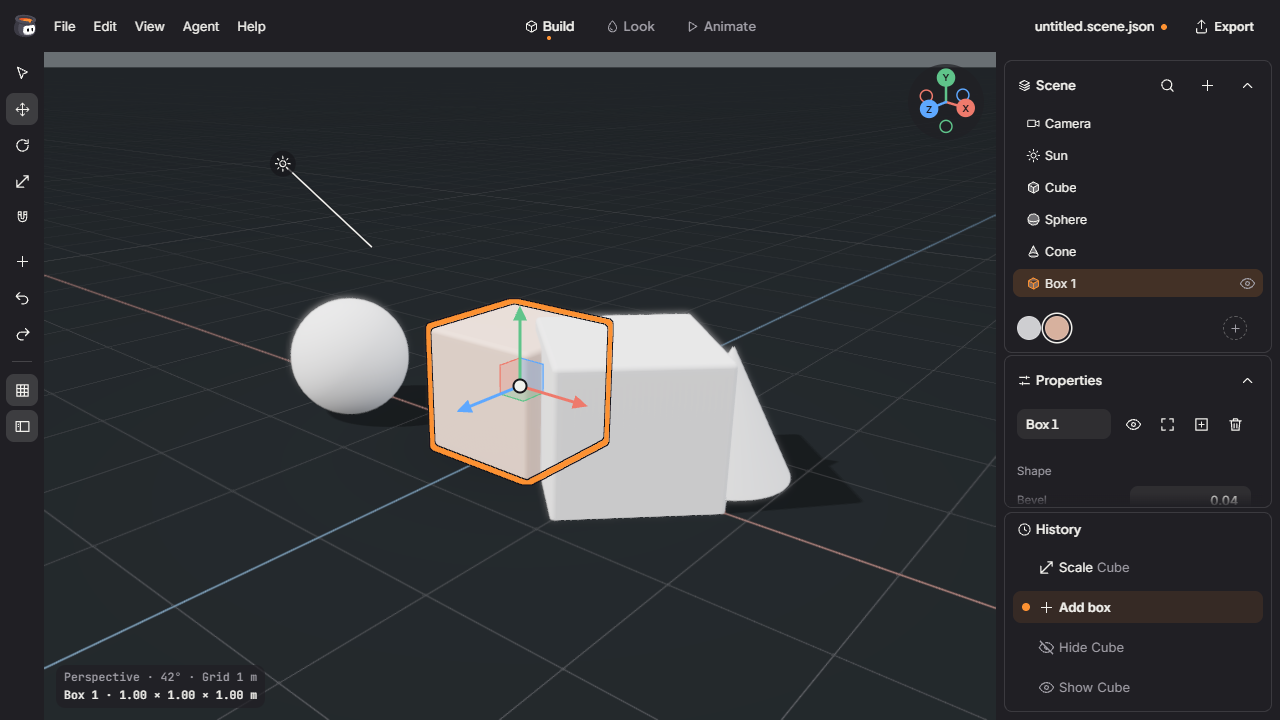 File Edit View Agent Help Build Look Animate untitled.scene.json Export
Y
Z X
Perspective · 42° · Grid 1 m
Box 1 · 1.00 × 1.00 × 1.00 m
Scene
Camera
Sun
Cube
Sphere
Cone
Box 1
Properties
Box 1
Shape
Bevel 0.04
History
Scale Cube
Add box
Hide Cube
Show Cube